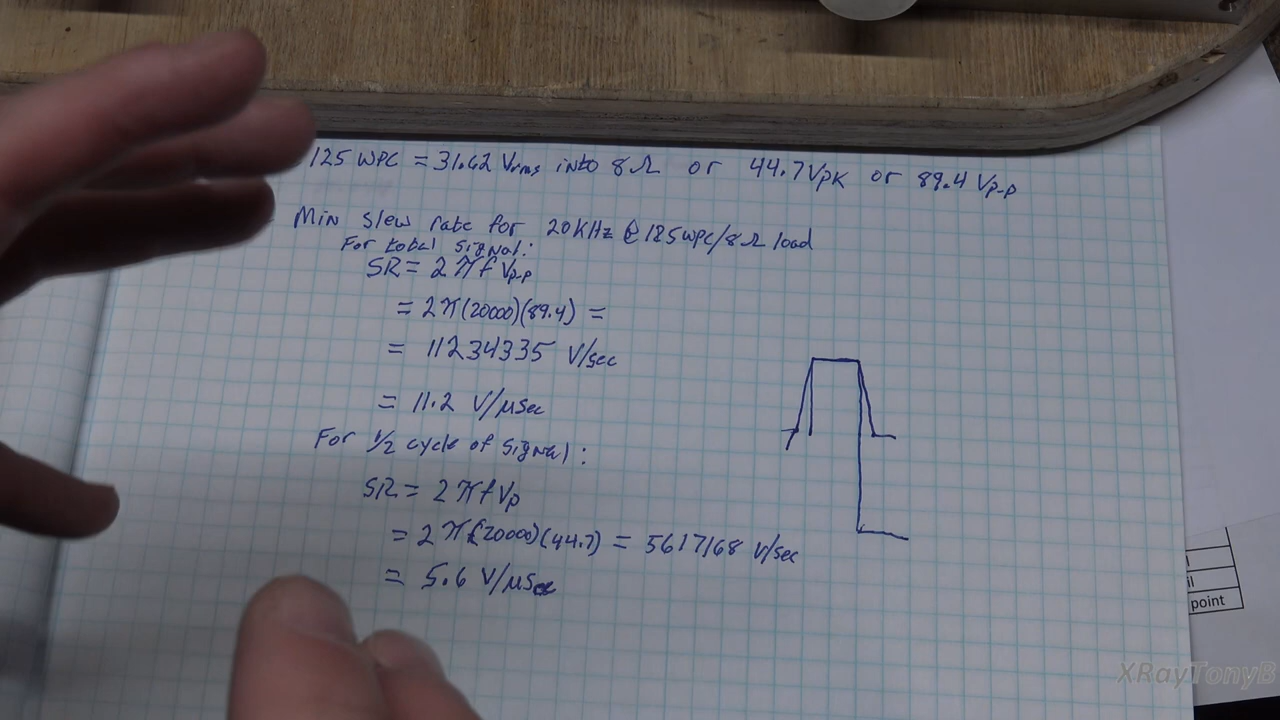 125 WPC = 31.62 Vrms into 8Ω or 44.7VPK or 89.4 Vp-p
Min slew rate for 20KHz @ 125WPC/8Ω load
For total signal:
SR = 2πf Vp-p
= 2π(20000)(89.4) =
= 11234335 V/sec
= 11.2 V/μsec
For 1/2 cycle of signal:
SR = 2πfVp
= 2π(20000)(44.7) = 5617168 V/sec
= 5.6 V/μsec
point
XRayTonyB